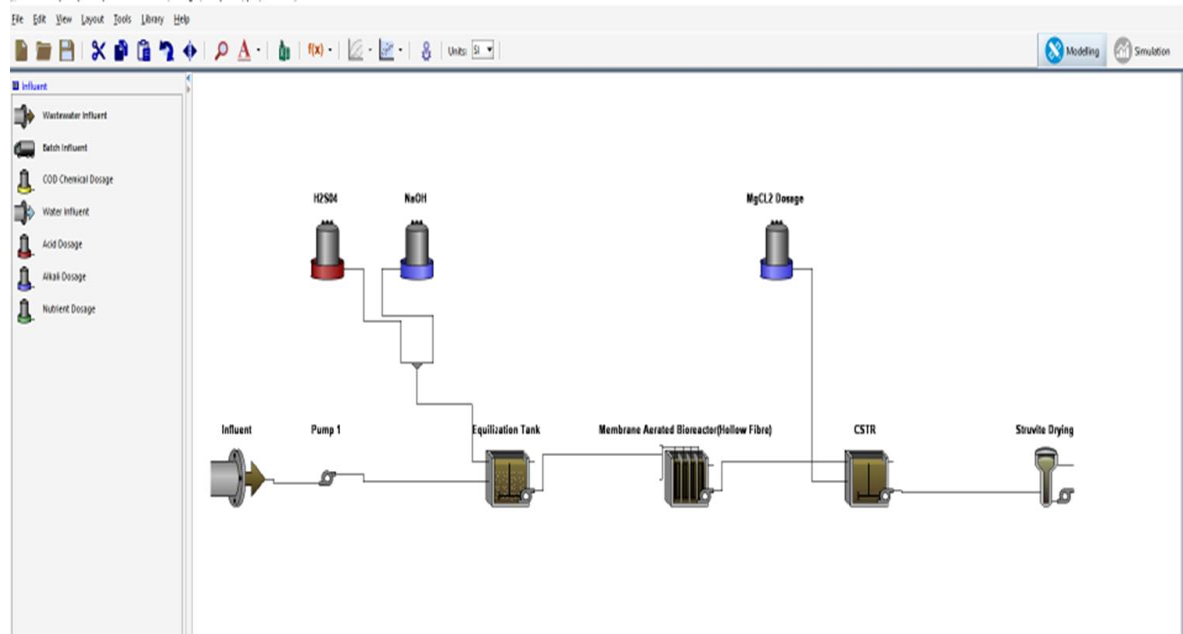 File Edit View Layout Tools Library Help
A f(x) Units: SI Modelling Simulation
Influent
Wastewater Influent
Batch Influent
COD Chemical Dosage
Water Influent
Acid Dosage
Alkali Dosage
Nutrient Dosage
H2S04 NaOH MgCL2 Dosage
Influent Pump 1 Equilization Tank Membrane Aerated Bioreactor(Hollow Fibre) CSTR Struvite Drying